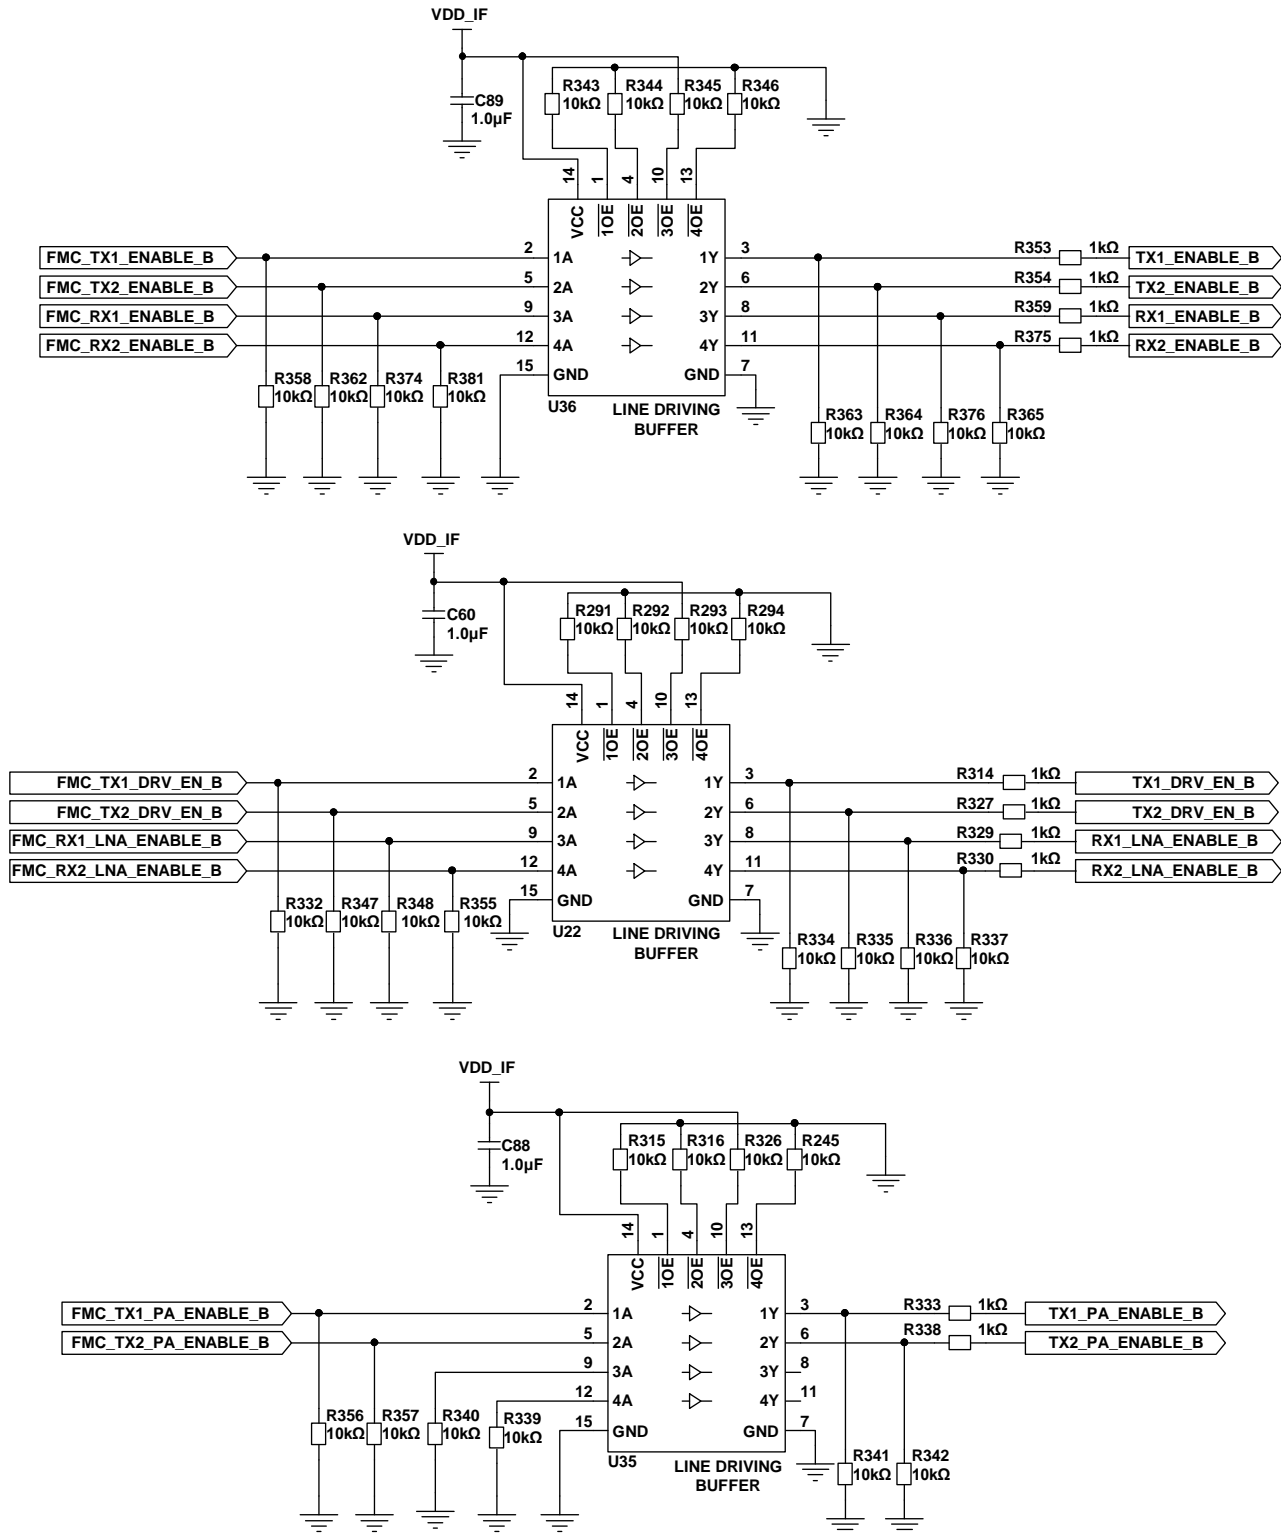 VDD_IF
C89
1.0µF
R343
10kΩ
R344
10kΩ
R345
10kΩ
R346
10kΩ
14
1
4
10
13
VCC
1OE
2OE
3OE
4OE
FMC_TX1_ENABLE_B
2
1A
1Y
3
R353
1kΩ
TX1_ENABLE_B
FMC_TX2_ENABLE_B
5
2A
2Y
6
R354
1kΩ
TX2_ENABLE_B
FMC_RX1_ENABLE_B
9
3A
3Y
8
R359
1kΩ
RX1_ENABLE_B
FMC_RX2_ENABLE_B
12
4A
4Y
11
R375
1kΩ
RX2_ENABLE_B
15
GND
GND
7
R358
10kΩ
R362
10kΩ
R374
10kΩ
R381
10kΩ
U36
LINE DRIVING
BUFFER
R363
10kΩ
R364
10kΩ
R376
10kΩ
R365
10kΩ
VDD_IF
C60
1.0µF
R291
10kΩ
R292
10kΩ
R293
10kΩ
R294
10kΩ
14
1
4
10
13
VCC
1OE
2OE
3OE
4OE
FMC_TX1_DRV_EN_B
2
1A
1Y
3
R314
1kΩ
TX1_DRV_EN_B
FMC_TX2_DRV_EN_B
5
2A
2Y
6
R327
1kΩ
TX2_DRV_EN_B
FMC_RX1_LNA_ENABLE_B
9
3A
3Y
8
R329
1kΩ
RX1_LNA_ENABLE_B
FMC_RX2_LNA_ENABLE_B
12
4A
4Y
11
R330
1kΩ
RX2_LNA_ENABLE_B
15
GND
GND
7
R332
10kΩ
R347
10kΩ
R348
10kΩ
R355
10kΩ
U22
LINE DRIVING
BUFFER
R334
10kΩ
R335
10kΩ
R336
10kΩ
R337
10kΩ
VDD_IF
C88
1.0µF
R315
10kΩ
R316
10kΩ
R326
10kΩ
R245
10kΩ
14
1
4
10
13
VCC
1OE
2OE
3OE
4OE
FMC_TX1_PA_ENABLE_B
2
1A
1Y
3
R333
1kΩ
TX1_PA_ENABLE_B
FMC_TX2_PA_ENABLE_B
5
2A
2Y
6
R338
1kΩ
TX2_PA_ENABLE_B
9
3A
3Y
8
12
4A
4Y
11
15
GND
GND
7
R356
10kΩ
R357
10kΩ
R340
10kΩ
R339
10kΩ
U35
LINE DRIVING
BUFFER
R341
10kΩ
R342
10kΩ